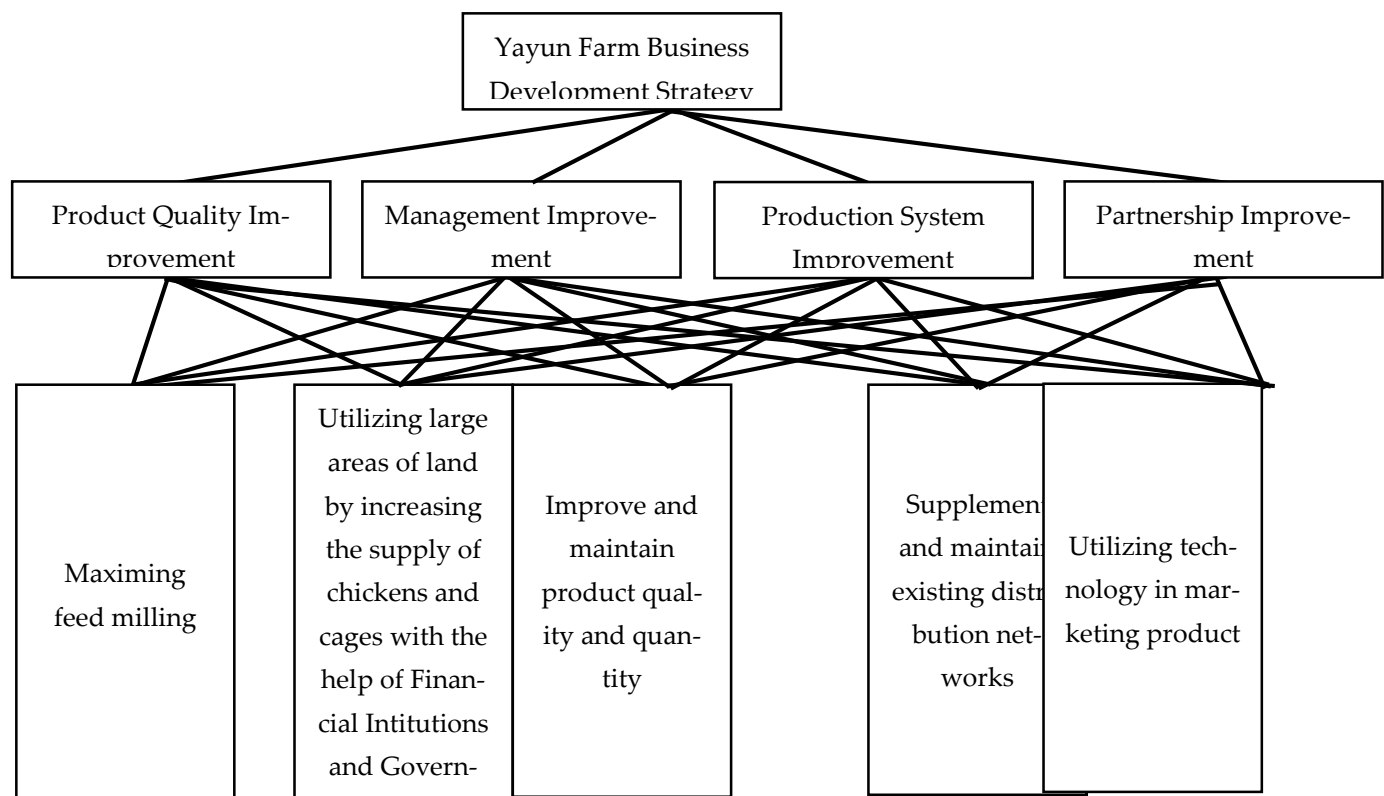 Yayun Farm Business
Development Strategy
Product Quality Im-
provement
Management Improve-
ment
Production System
Improvement
Partnership Improve-
ment
Maximing
feed milling
Utilizing large
areas of land
by increasing
the supply of
chickens and
cages with the
help of Finan-
cial Intitutions
and Govern-
Improve and
maintain
product qual-
ity and quan-
tity
Supplement
and maintain
existing distri-
bution net-
works
Utilizing tech-
nology in mar-
keting product